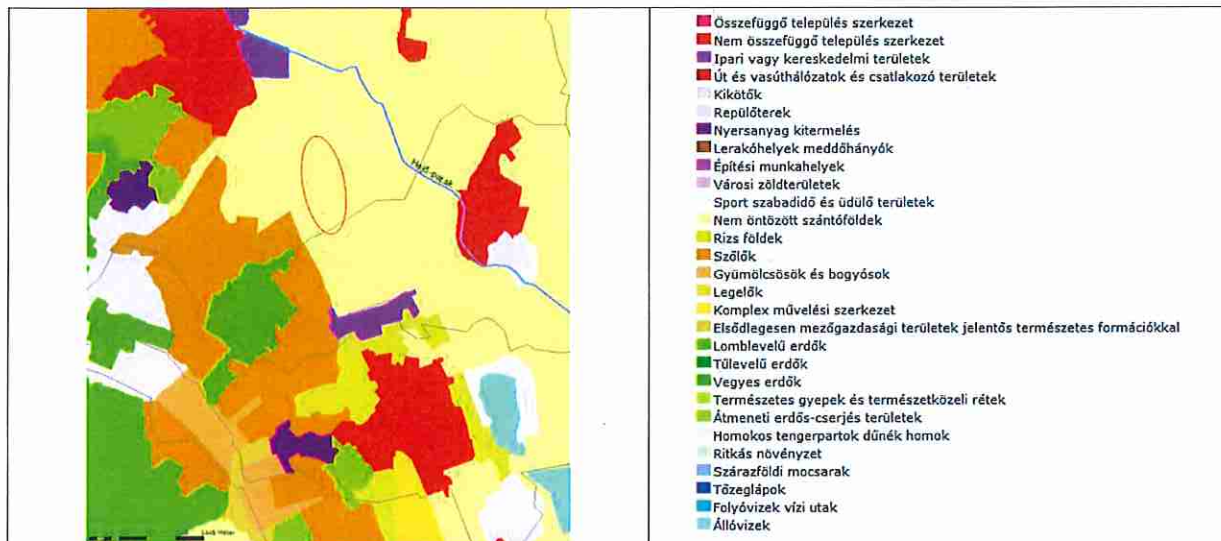 Összefüggő település szerkezet
Nem összefüggő település szerkezet
Ipari vagy kereskedelmi területek
Út és vasúthálózatok és csatlakozó területek
Kikötők
Repülőterek
Nyersanyag kitermelés
Lerakóhelyek meddőhányók
Építési munkahelyek
Városi zöldterületek
Sport szabadidő és üdülő területek
Nem öntözött szántóföldek
Rizs földek
Szőlők
Gyümölcsösök és bogyósok
Legelők
Komplex művelési szerkezet
Elsődlegesen mezőgazdasági területek jelentős természetes formációkkal
Lomblevelű erdők
Tűlevelű erdők
Vegyes erdők
Természetes gyepek és természetközeli rétek
Átmeneti erdős-cserjés területek
Homokos tengerpartok dűnék homok
Ritkás növényzet
Szárazföldi mocsarak
Tőzeglápok
Folyóvizek vízi utak
Állóvizek